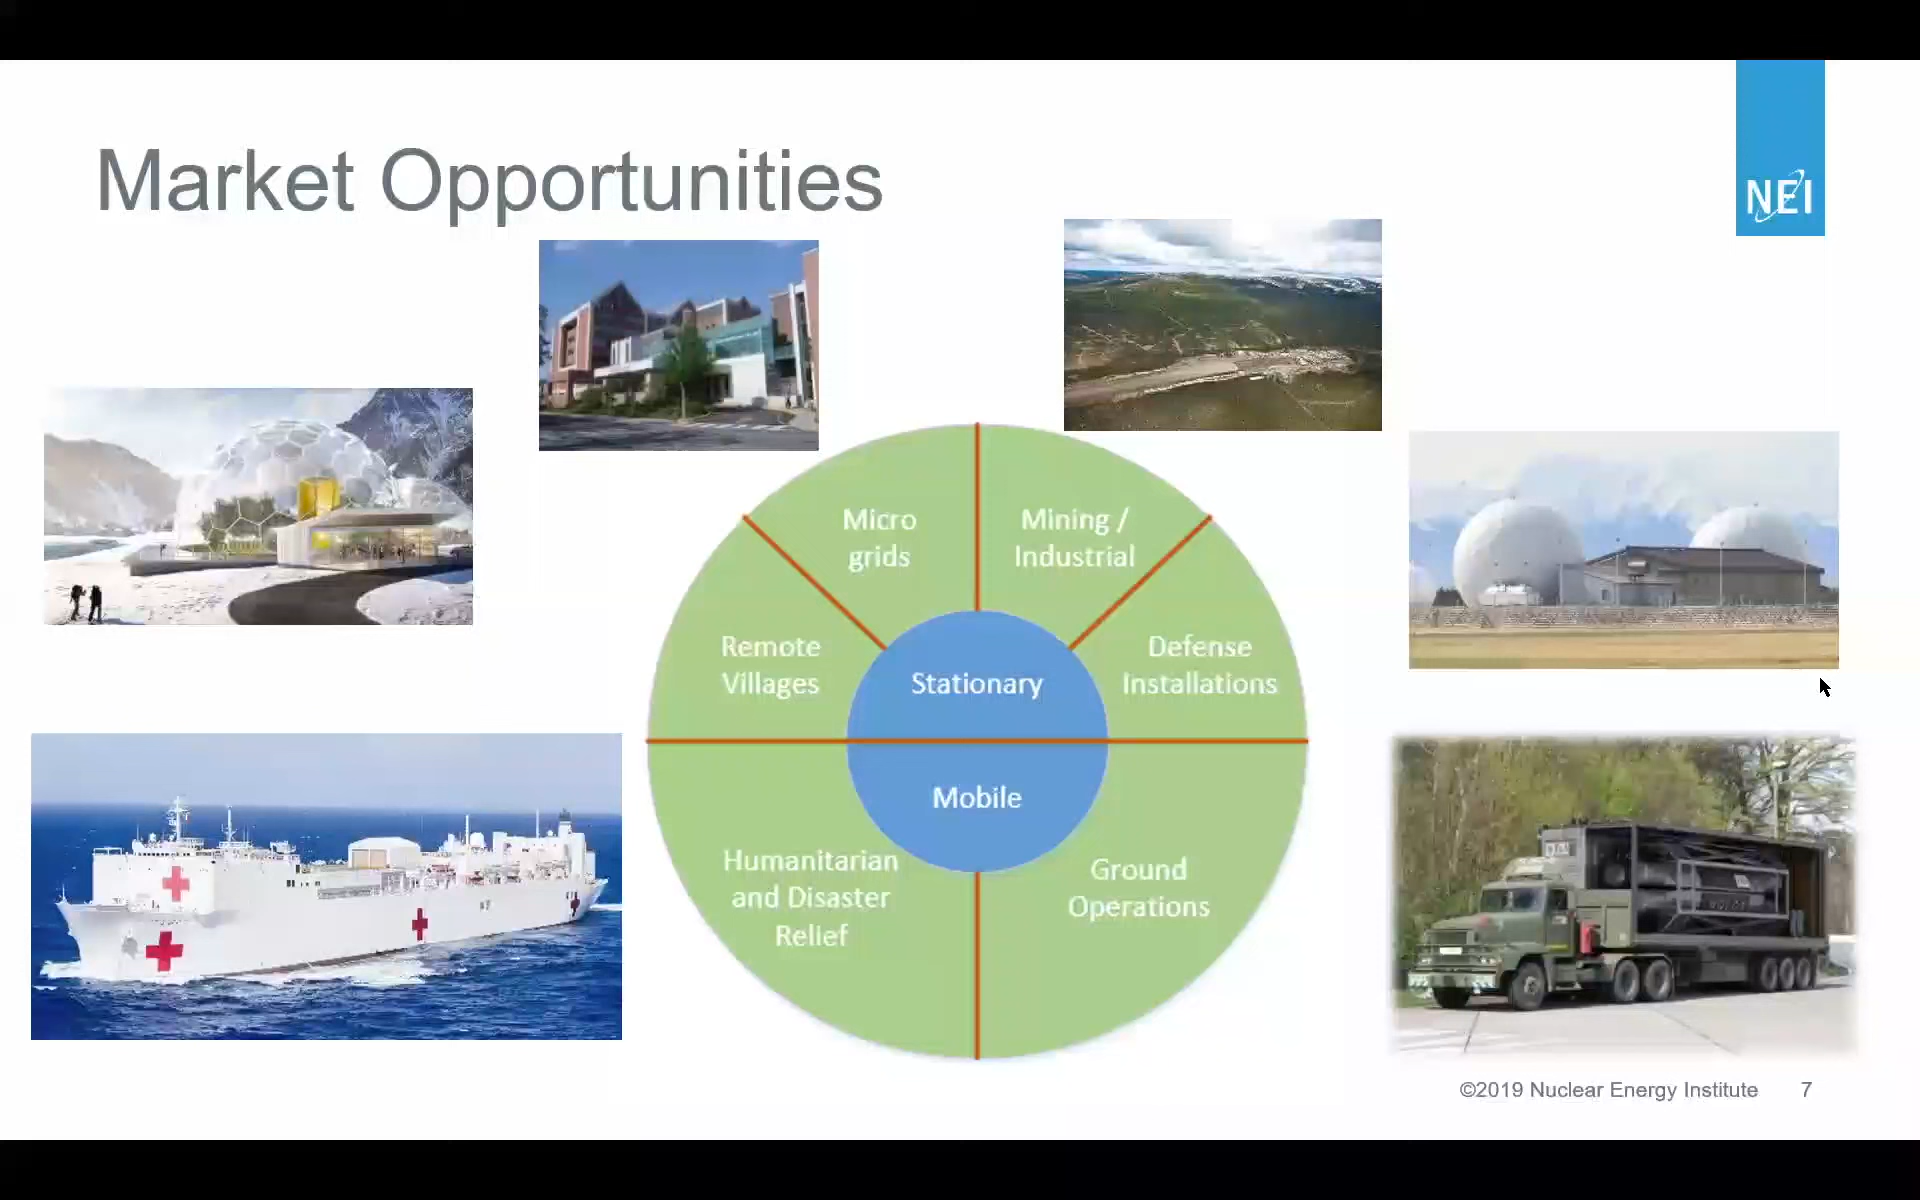 Market Opportunities
NEI
Micro
grids
Mining /
Industrial
Remote
Villages
Stationary
Defense
Installations
Mobile
Humanitarian
and Disaster
Relief
Ground
Operations
©2019 Nuclear Energy Institute 7